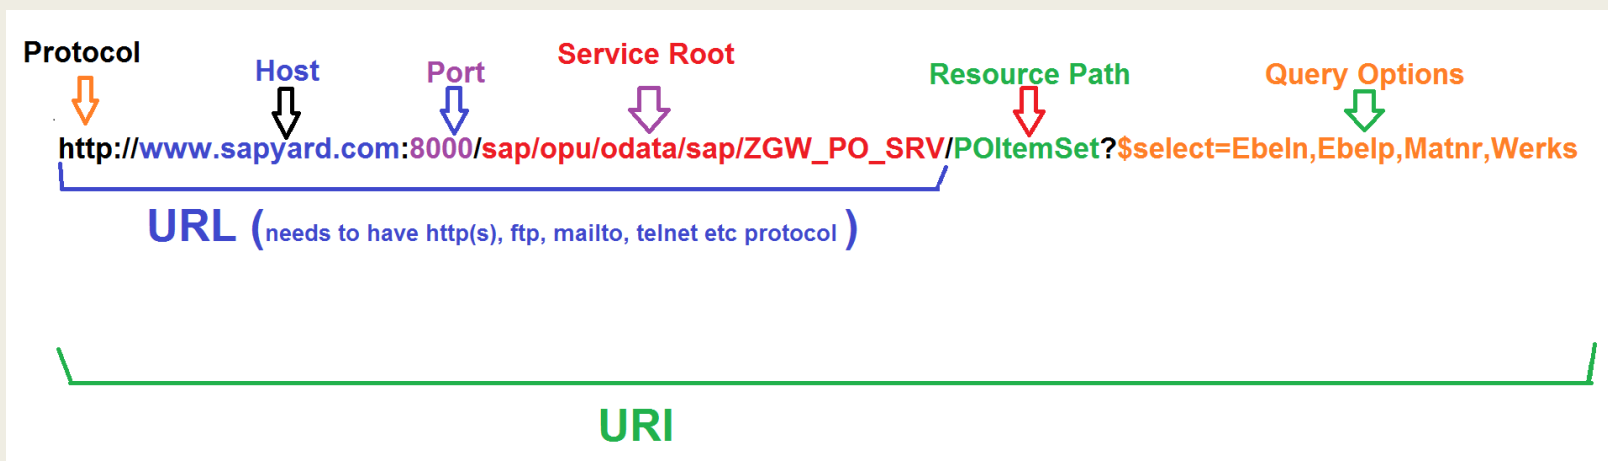 Protocol
Host
Port
Service Root
Resource Path
Query Options
http://www.sapyard.com:8000/sap/opu/odata/sap/ZGW_PO_SRV/POItemSet?$select=Ebeln,Ebelp,Matnr,Werks
URL (needs to have http(s), ftp, mailto, telnet etc protocol )
URI